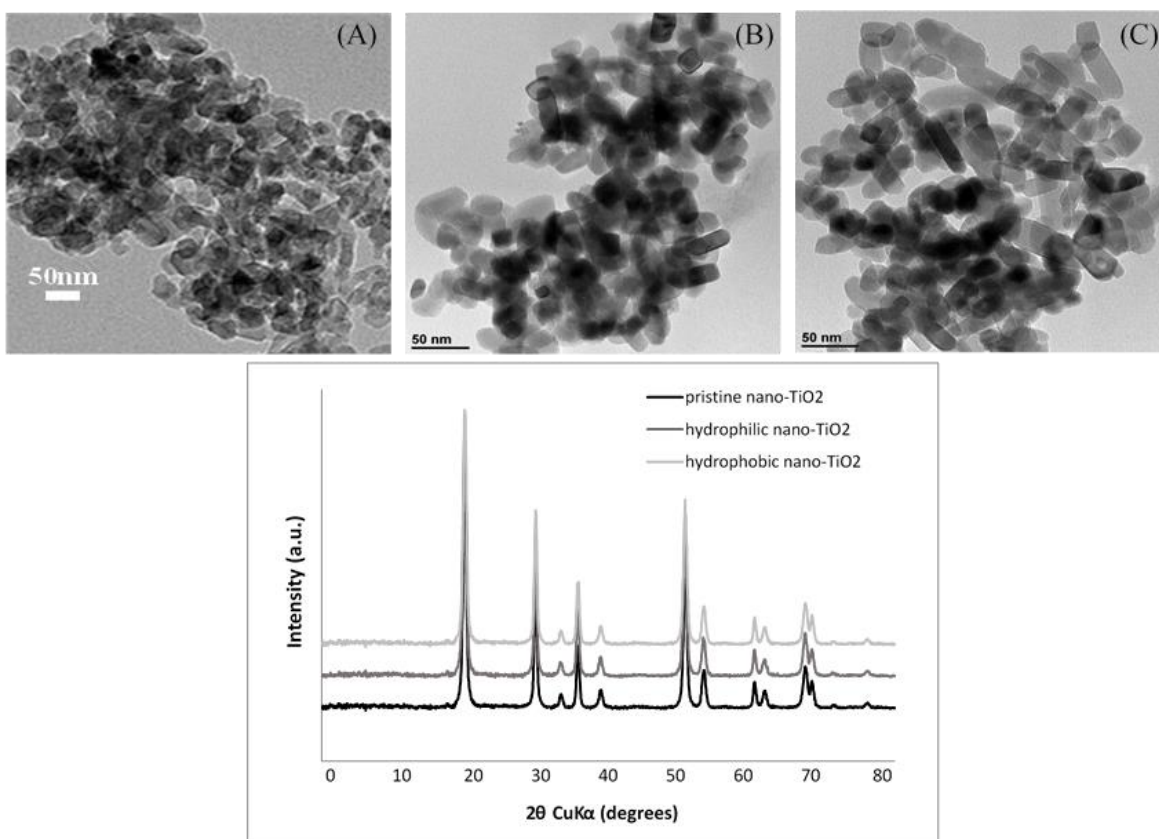 (A)
(B)
(C)
50nm
50 nm
50 nm
pristine nano-TiO2
hydrophilic nano-TiO2
hydrophobic nano-TiO2
Intensity (a.u.)
0 10 20 30 40 50 60 70 80
2θ CuKα (degrees)